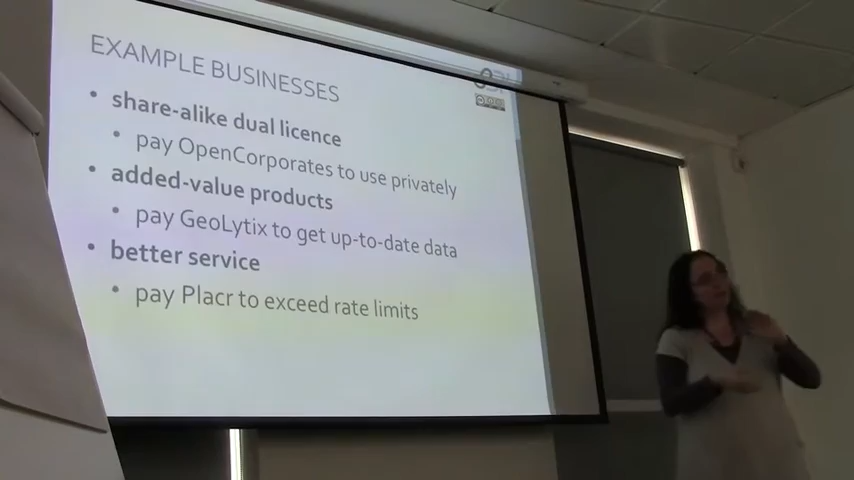 EXAMPLE BUSINESSES
• share-alike dual licence
• pay OpenCorporates to use privately
• added-value products
• pay GeoLytix to get up-to-date data
• better service
• pay Placr to exceed rate limits